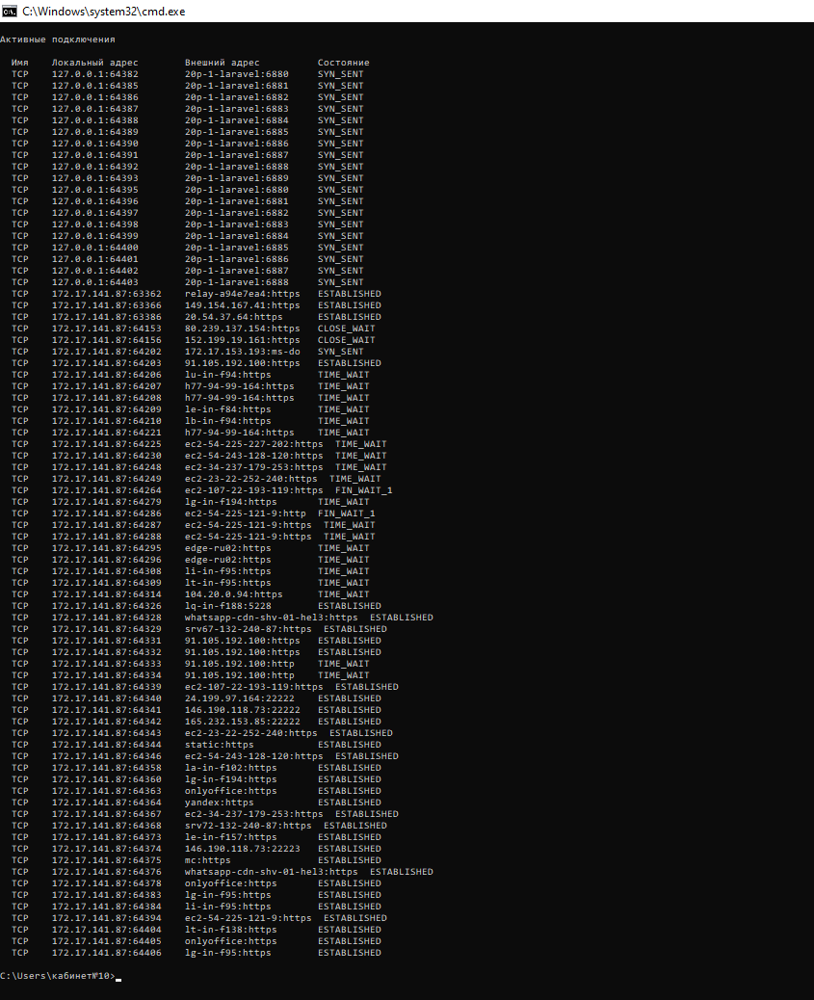 C:\Windows\system32\cmd.exe
Активные подключения
Имя Локальный адрес Внешний адрес Состояние
TCP 127.0.0.1:64382 20p-1-laravel:6880 SYN_SENT
TCP 127.0.0.1:64385 20p-1-laravel:6881 SYN_SENT
TCP 127.0.0.1:64386 20p-1-laravel:6882 SYN_SENT
TCP 127.0.0.1:64387 20p-1-laravel:6883 SYN_SENT
TCP 127.0.0.1:64388 20p-1-laravel:6884 SYN_SENT
TCP 127.0.0.1:64389 20p-1-laravel:6885 SYN_SENT
TCP 127.0.0.1:64390 20p-1-laravel:6886 SYN_SENT
TCP 127.0.0.1:64391 20p-1-laravel:6887 SYN_SENT
TCP 127.0.0.1:64392 20p-1-laravel:6888 SYN_SENT
TCP 127.0.0.1:64393 20p-1-laravel:6889 SYN_SENT
TCP 127.0.0.1:64395 20p-1-laravel:6880 SYN_SENT
TCP 127.0.0.1:64396 20p-1-laravel:6881 SYN_SENT
TCP 127.0.0.1:64397 20p-1-laravel:6882 SYN_SENT
TCP 127.0.0.1:64398 20p-1-laravel:6883 SYN_SENT
TCP 127.0.0.1:64399 20p-1-laravel:6884 SYN_SENT
TCP 127.0.0.1:64400 20p-1-laravel:6885 SYN_SENT
TCP 127.0.0.1:64401 20p-1-laravel:6886 SYN_SENT
TCP 127.0.0.1:64402 20p-1-laravel:6887 SYN_SENT
TCP 127.0.0.1:64403 20p-1-laravel:6888 SYN_SENT
TCP 172.17.141.87:63362 relay-a94e7ea4:https ESTABLISHED
TCP 172.17.141.87:63366 149.154.167.41:https ESTABLISHED
TCP 172.17.141.87:63386 20.54.37.64:https ESTABLISHED
TCP 172.17.141.87:64153 80.239.137.154:https CLOSE_WAIT
TCP 172.17.141.87:64156 152.199.19.161:https CLOSE_WAIT
TCP 172.17.141.87:64202 172.17.153.193:ms-do SYN_SENT
TCP 172.17.141.87:64203 91.105.192.100:https ESTABLISHED
TCP 172.17.141.87:64206 lu-in-f94:https TIME_WAIT
TCP 172.17.141.87:64207 h77-94-99-164:https TIME_WAIT
TCP 172.17.141.87:64208 h77-94-99-164:https TIME_WAIT
TCP 172.17.141.87:64209 le-in-f84:https TIME_WAIT
TCP 172.17.141.87:64210 lb-in-f94:https TIME_WAIT
TCP 172.17.141.87:64221 h77-94-99-164:https TIME_WAIT
TCP 172.17.141.87:64225 ec2-54-225-227-202:https TIME_WAIT
TCP 172.17.141.87:64230 ec2-54-243-128-120:https TIME_WAIT
TCP 172.17.141.87:64248 ec2-34-237-179-253:https TIME_WAIT
TCP 172.17.141.87:64249 ec2-23-22-252-240:https TIME_WAIT
TCP 172.17.141.87:64264 ec2-107-22-193-119:https FIN_WAIT_1
TCP 172.17.141.87:64279 lg-in-f194:https TIME_WAIT
TCP 172.17.141.87:64286 ec2-54-225-121-9:http FIN_WAIT_1
TCP 172.17.141.87:64287 ec2-54-225-121-9:https TIME_WAIT
TCP 172.17.141.87:64288 ec2-54-225-121-9:https TIME_WAIT
TCP 172.17.141.87:64295 edge-ru02:https TIME_WAIT
TCP 172.17.141.87:64296 edge-ru02:https TIME_WAIT
TCP 172.17.141.87:64308 li-in-f95:https TIME_WAIT
TCP 172.17.141.87:64309 lt-in-f95:https TIME_WAIT
TCP 172.17.141.87:64314 104.20.0.94:https TIME_WAIT
TCP 172.17.141.87:64326 lq-in-f188:5228 ESTABLISHED
TCP 172.17.141.87:64328 whatsapp-cdn-shv-01-hel3:https ESTABLISHED
TCP 172.17.141.87:64329 srv67-132-240-87:https ESTABLISHED
TCP 172.17.141.87:64331 91.105.192.100:https ESTABLISHED
TCP 172.17.141.87:64332 91.105.192.100:https ESTABLISHED
TCP 172.17.141.87:64333 91.105.192.100:http TIME_WAIT
TCP 172.17.141.87:64334 91.105.192.100:http TIME_WAIT
TCP 172.17.141.87:64339 ec2-107-22-193-119:https ESTABLISHED
TCP 172.17.141.87:64340 24.199.97.164:22222 ESTABLISHED
TCP 172.17.141.87:64341 146.190.118.73:22222 ESTABLISHED
TCP 172.17.141.87:64342 165.232.153.85:22222 ESTABLISHED
TCP 172.17.141.87:64343 ec2-23-22-252-240:https ESTABLISHED
TCP 172.17.141.87:64344 static:https ESTABLISHED
TCP 172.17.141.87:64346 ec2-54-243-128-120:https ESTABLISHED
TCP 172.17.141.87:64358 la-in-f102:https ESTABLISHED
TCP 172.17.141.87:64360 lg-in-f194:https ESTABLISHED
TCP 172.17.141.87:64363 onlyoffice:https ESTABLISHED
TCP 172.17.141.87:64364 yandex:https ESTABLISHED
TCP 172.17.141.87:64367 ec2-34-237-179-253:https ESTABLISHED
TCP 172.17.141.87:64368 srv72-132-240-87:https ESTABLISHED
TCP 172.17.141.87:64373 le-in-f157:https ESTABLISHED
TCP 172.17.141.87:64374 146.190.118.73:22223 ESTABLISHED
TCP 172.17.141.87:64375 mc:https ESTABLISHED
TCP 172.17.141.87:64376 whatsapp-cdn-shv-01-hel3:https ESTABLISHED
TCP 172.17.141.87:64378 onlyoffice:https ESTABLISHED
TCP 172.17.141.87:64383 lg-in-f95:https ESTABLISHED
TCP 172.17.141.87:64384 li-in-f95:https ESTABLISHED
TCP 172.17.141.87:64394 ec2-54-225-121-9:https ESTABLISHED
TCP 172.17.141.87:64404 lt-in-f138:https ESTABLISHED
TCP 172.17.141.87:64405 onlyoffice:https ESTABLISHED
TCP 172.17.141.87:64406 lg-in-f95:https ESTABLISHED
C:\Users\кабинет№10>